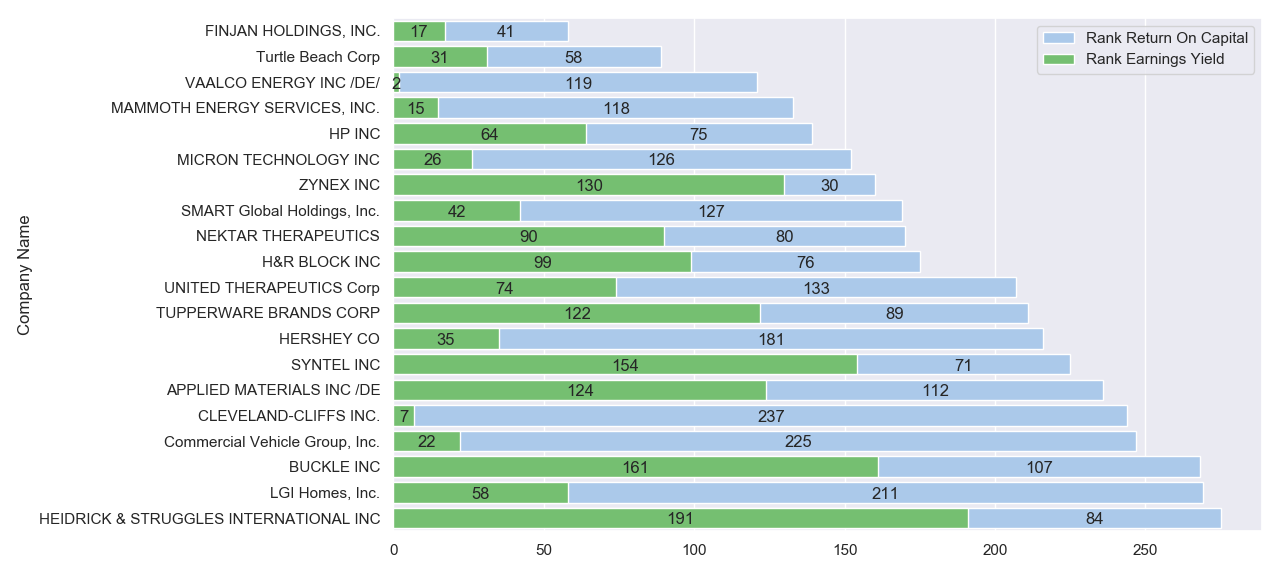 Rank Return On Capital
Rank Earnings Yield
Company Name
FINJAN HOLDINGS, INC. 17 41
Turtle Beach Corp 31 58
VAALCO ENERGY INC /DE/ 2 119
MAMMOTH ENERGY SERVICES, INC. 15 118
HP INC 64 75
MICRON TECHNOLOGY INC 26 126
ZYNEX INC 130 30
SMART Global Holdings, Inc. 42 127
NEKTAR THERAPEUTICS 90 80
H&R BLOCK INC 99 76
UNITED THERAPEUTICS Corp 74 133
TUPPERWARE BRANDS CORP 122 89
HERSHEY CO 35 181
SYNTEL INC 154 71
APPLIED MATERIALS INC /DE 124 112
CLEVELAND-CLIFFS INC. 7 237
Commercial Vehicle Group, Inc. 22 225
BUCKLE INC 161 107
LGI Homes, Inc. 58 211
HEIDRICK & STRUGGLES INTERNATIONAL INC 191 84
0 50 100 150 200 250